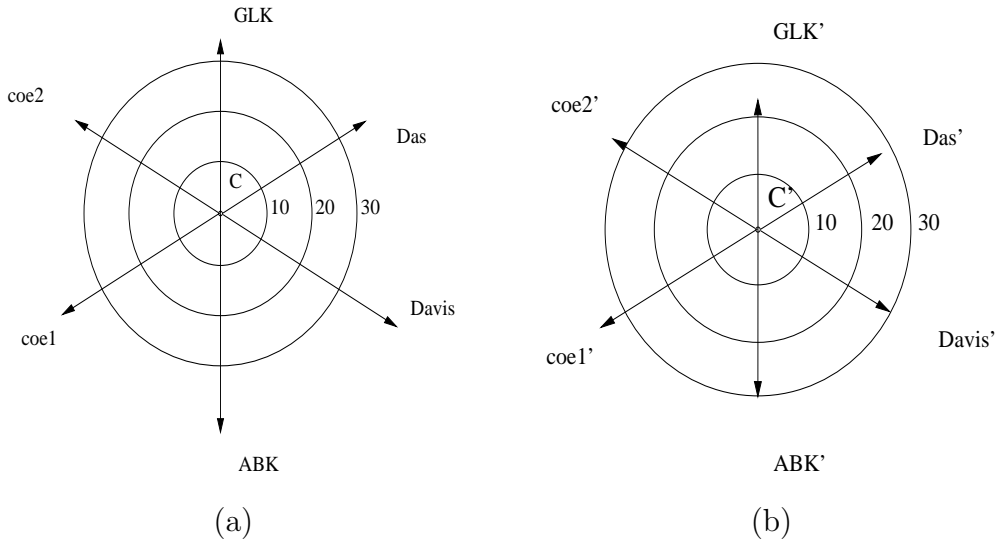 GLK
coe2
Das
C
10 20 30
Davis
coe1
ABK
(a)
GLK’
coe2’
Das’
C’
10 20 30
Davis’
coe1’
ABK’
(b)